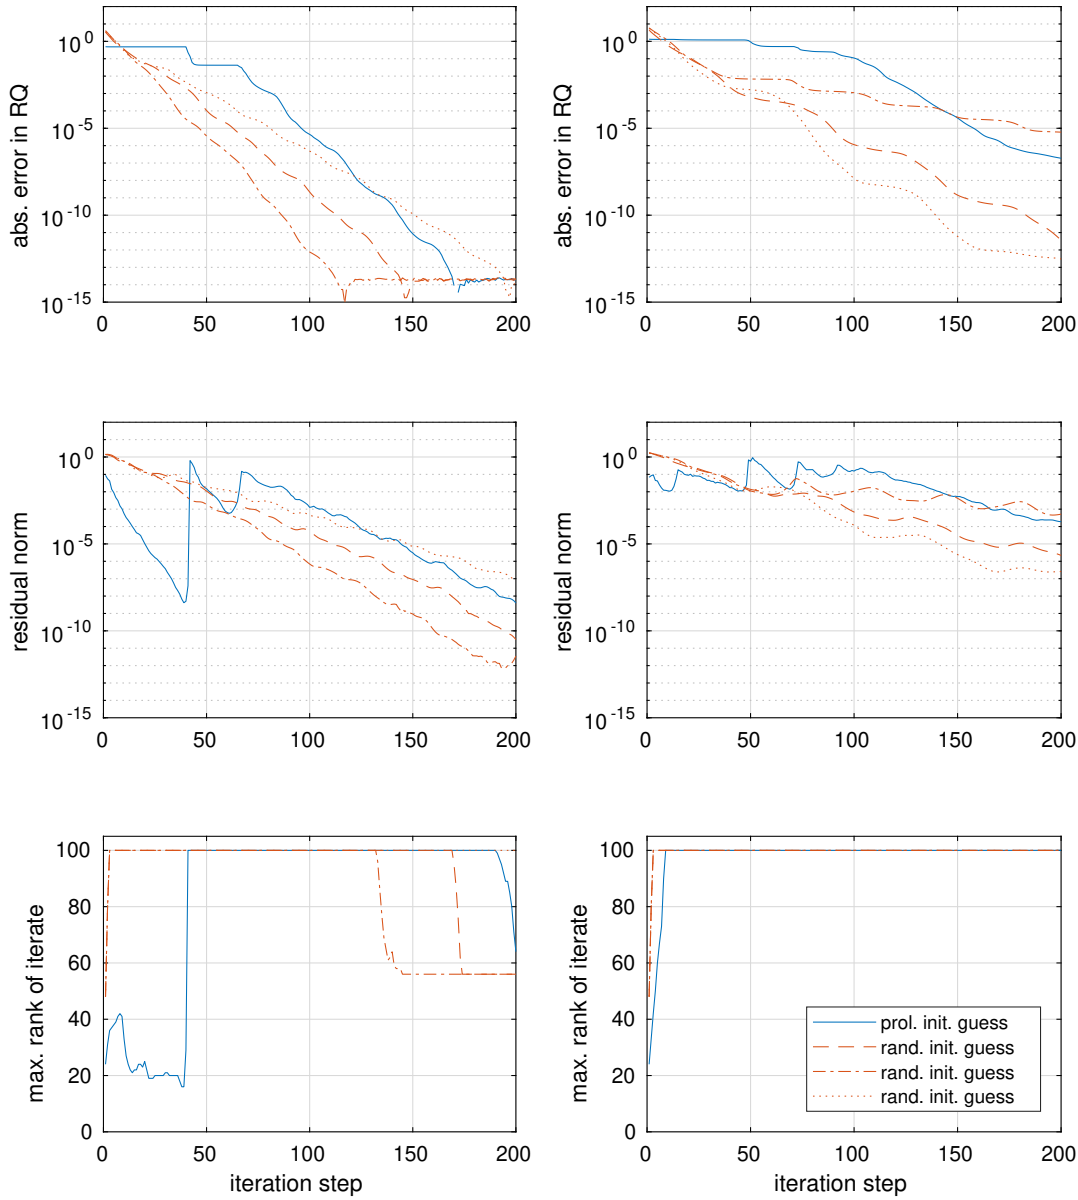 10^0
10^-5
10^-10
10^-15
abs. error in RQ
0 50 100 150 200
10^0
10^-5
10^-10
10^-15
abs. error in RQ
0 50 100 150 200
10^0
10^-5
10^-10
10^-15
residual norm
0 50 100 150 200
10^0
10^-5
10^-10
10^-15
residual norm
0 50 100 150 200
100
80
60
40
20
0
max. rank of iterate
0 50 100 150 200
iteration step
100
80
60
40
20
0
max. rank of iterate
prol. init. guess
rand. init. guess
rand. init. guess
rand. init. guess
0 50 100 150 200
iteration step